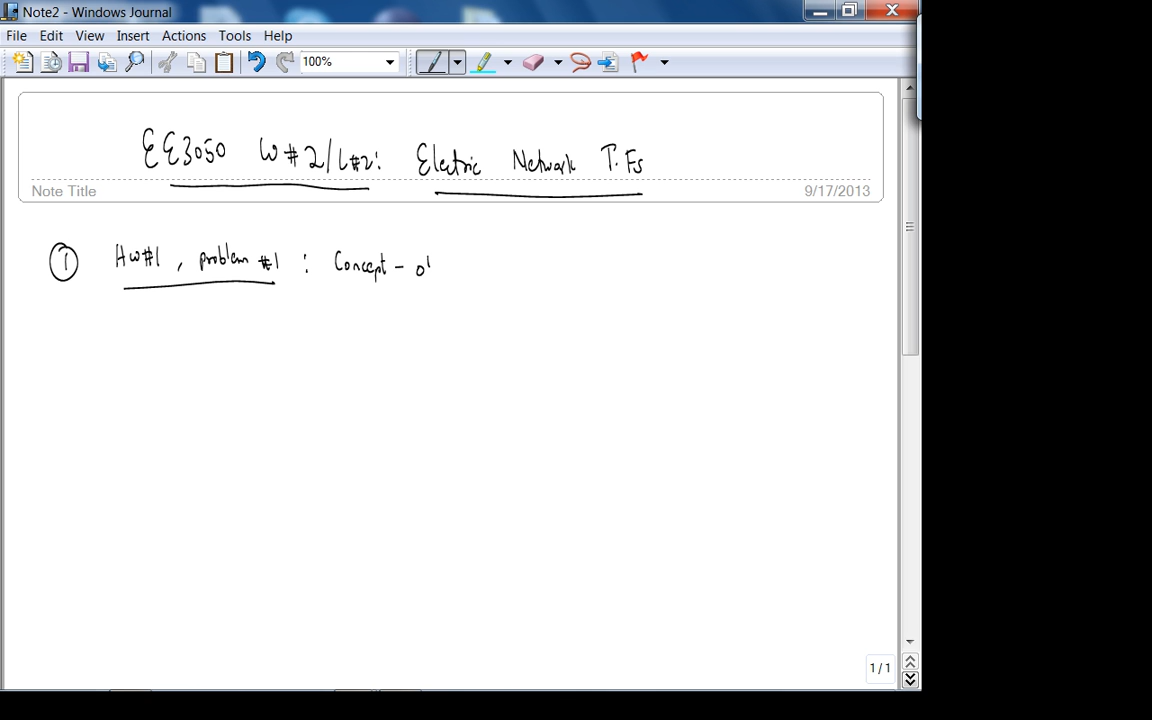 Note2 - Windows Journal
File Edit View Insert Actions Tools Help
100%
EE3050 W#2/L#2: Electric Network T.Fs
Note Title 9/17/2013
① HW#1, problem #1 : Concept - o
1/1